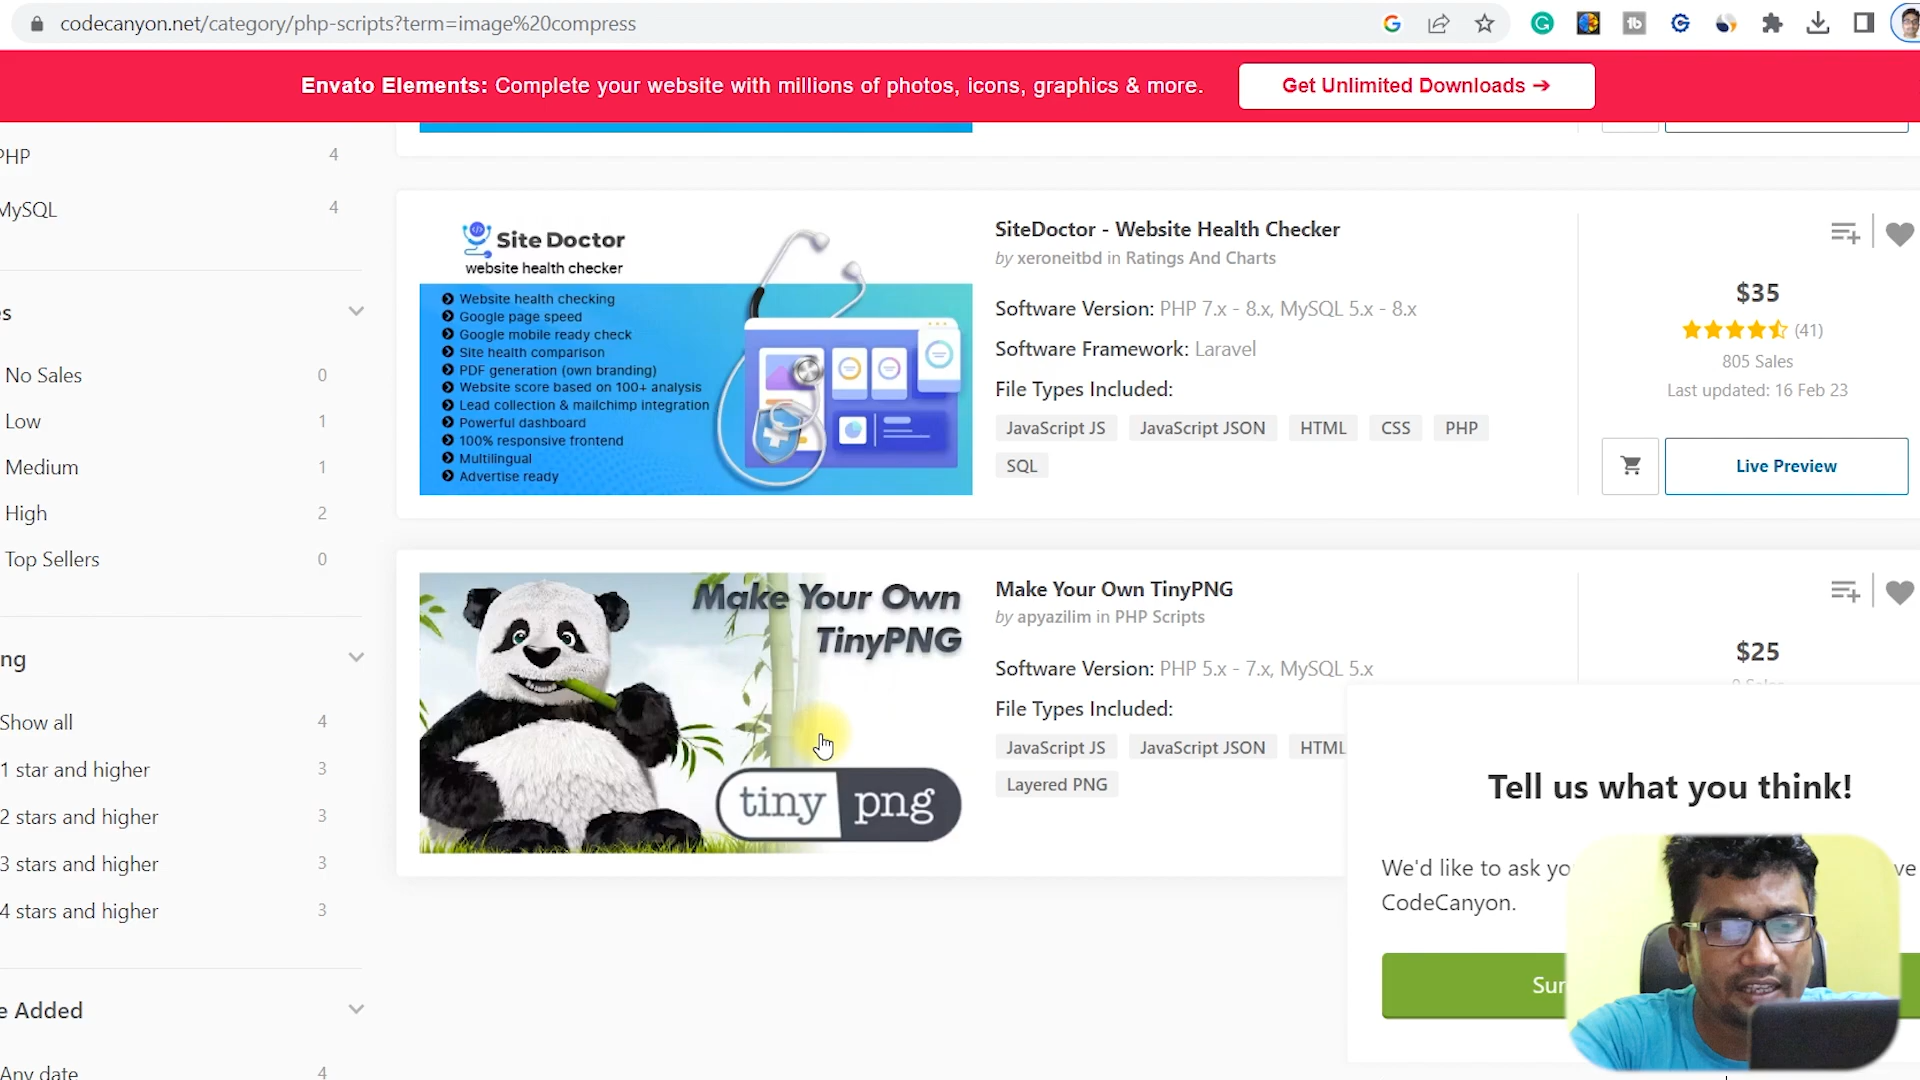 codecanyon.net/category/php-scripts?term=image%20compress
Envato Elements: Complete your website with millions of photos, icons, graphics & more.
Get Unlimited Downloads →
PHP 4
MySQL 4
No Sales 0
Low 1
Medium 1
High 2
Top Sellers 0
Show all 4
1 star and higher 3
2 stars and higher 3
3 stars and higher 3
4 stars and higher 3
e Added
Any date 4
Site Doctor
website health checker
Website health checking
Google page speed
Google mobile ready check
Site health comparison
PDF generation (own branding)
Website score based on 100+ analysis
Lead collection & mailchimp integration
Powerful dashboard
100% responsive frontend
Multilingual
Advertise ready
SiteDoctor - Website Health Checker
by xeroneitbd in Ratings And Charts
Software Version: PHP 7.x - 8.x, MySQL 5.x - 8.x
Software Framework: Laravel
File Types Included:
JavaScript JS JavaScript JSON HTML CSS PHP
SQL
$35
(41)
805 Sales
Last updated: 16 Feb 23
Live Preview
Make Your Own
TinyPNG
tiny png
Make Your Own TinyPNG
by apyazilim in PHP Scripts
Software Version: PHP 5.x - 7.x, MySQL 5.x
File Types Included:
JavaScript JS JavaScript JSON HTML
Layered PNG
$25
Tell us what you think!
We'd like to ask yo
CodeCanyon.
Sur